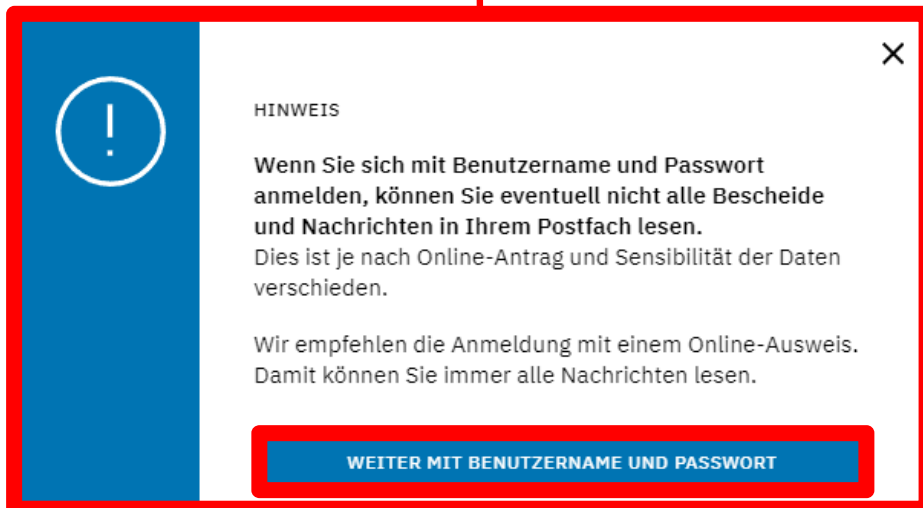 HINWEIS
Wenn Sie sich mit Benutzername und Passwort
anmelden, können Sie eventuell nicht alle Bescheide
und Nachrichten in Ihrem Postfach lesen.
Dies ist je nach Online-Antrag und Sensibilität der Daten
verschieden.
Wir empfehlen die Anmeldung mit einem Online-Ausweis.
Damit können Sie immer alle Nachrichten lesen.
WEITER MIT BENUTZERNAME UND PASSWORT